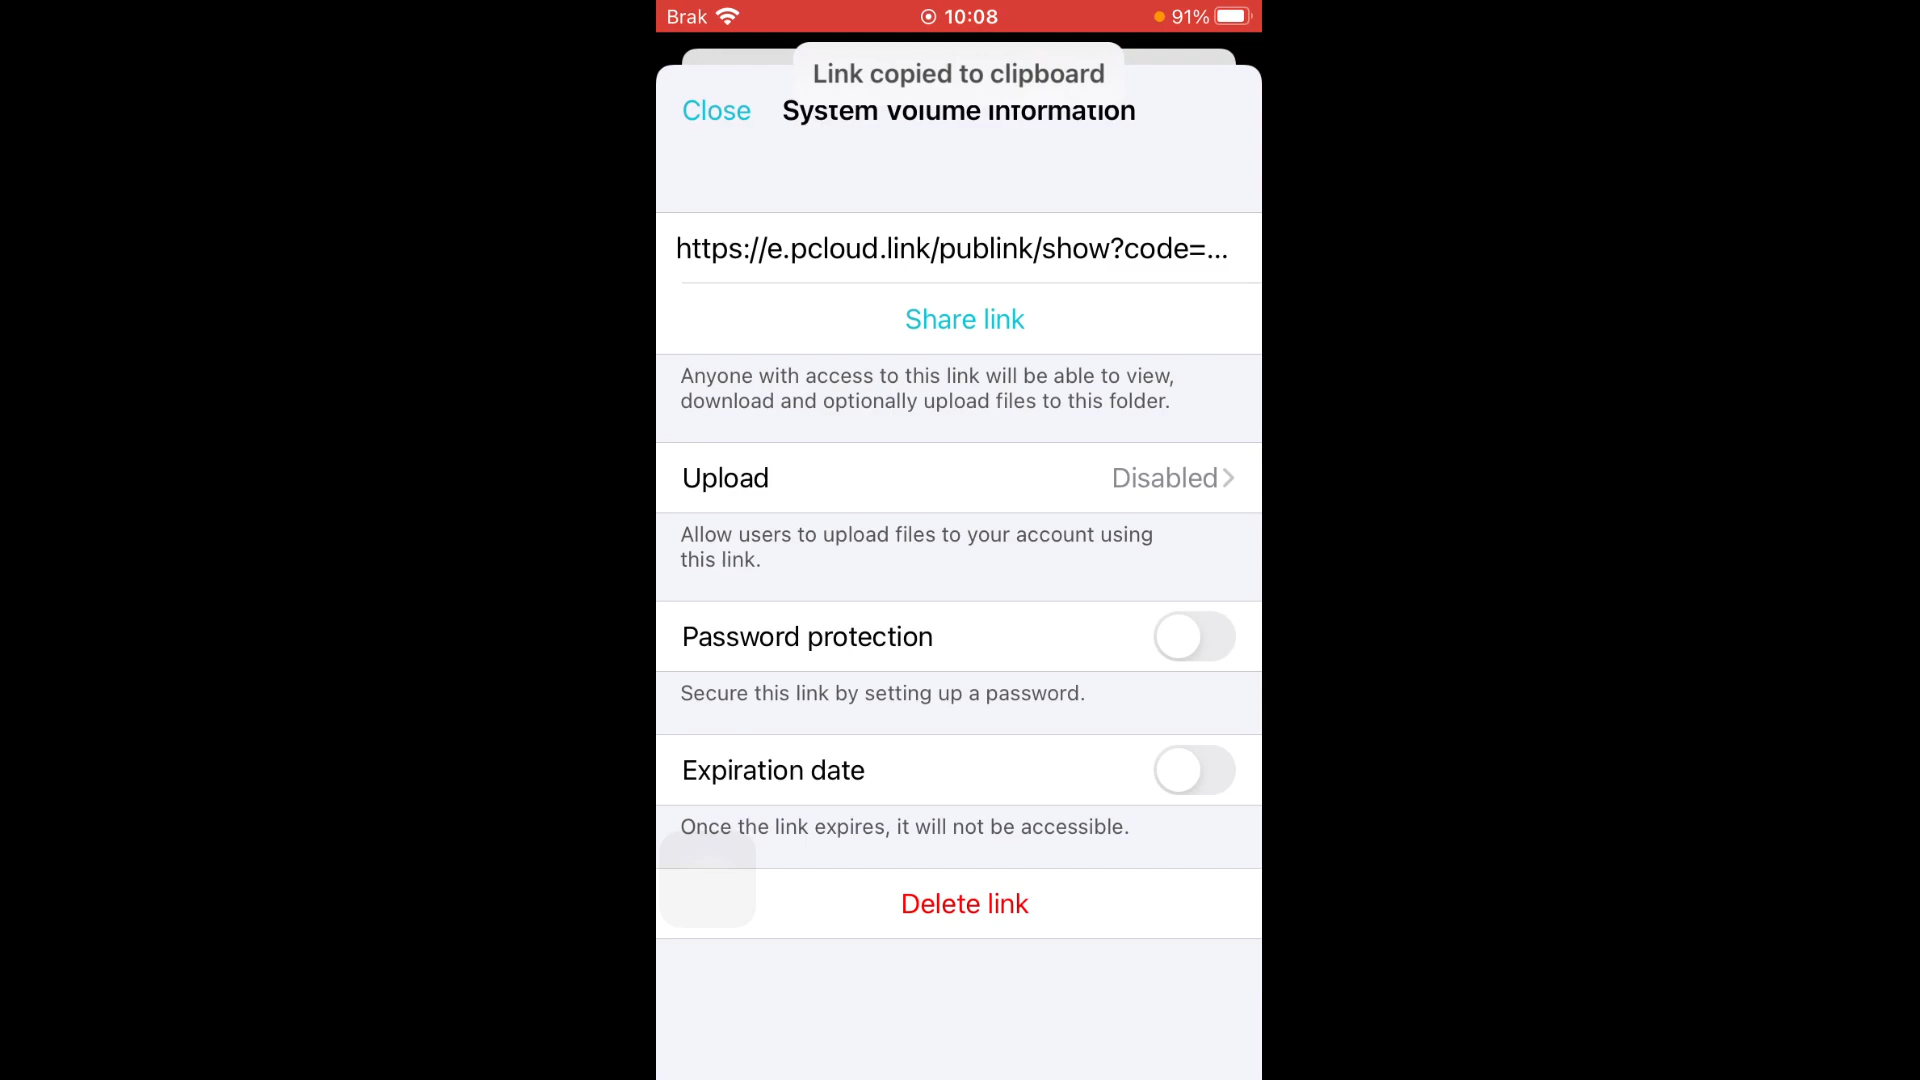 Brak 10:08 91%
Link copied to clipboard
Close System Volume Information
https://e.pcloud.link/publink/show?code=...
Share link
Anyone with access to this link will be able to view,
download and optionally upload files to this folder.
Upload Disabled
Allow users to upload files to your account using
this link.
Password protection
Secure this link by setting up a password.
Expiration date
Once the link expires, it will not be accessible.
Delete link